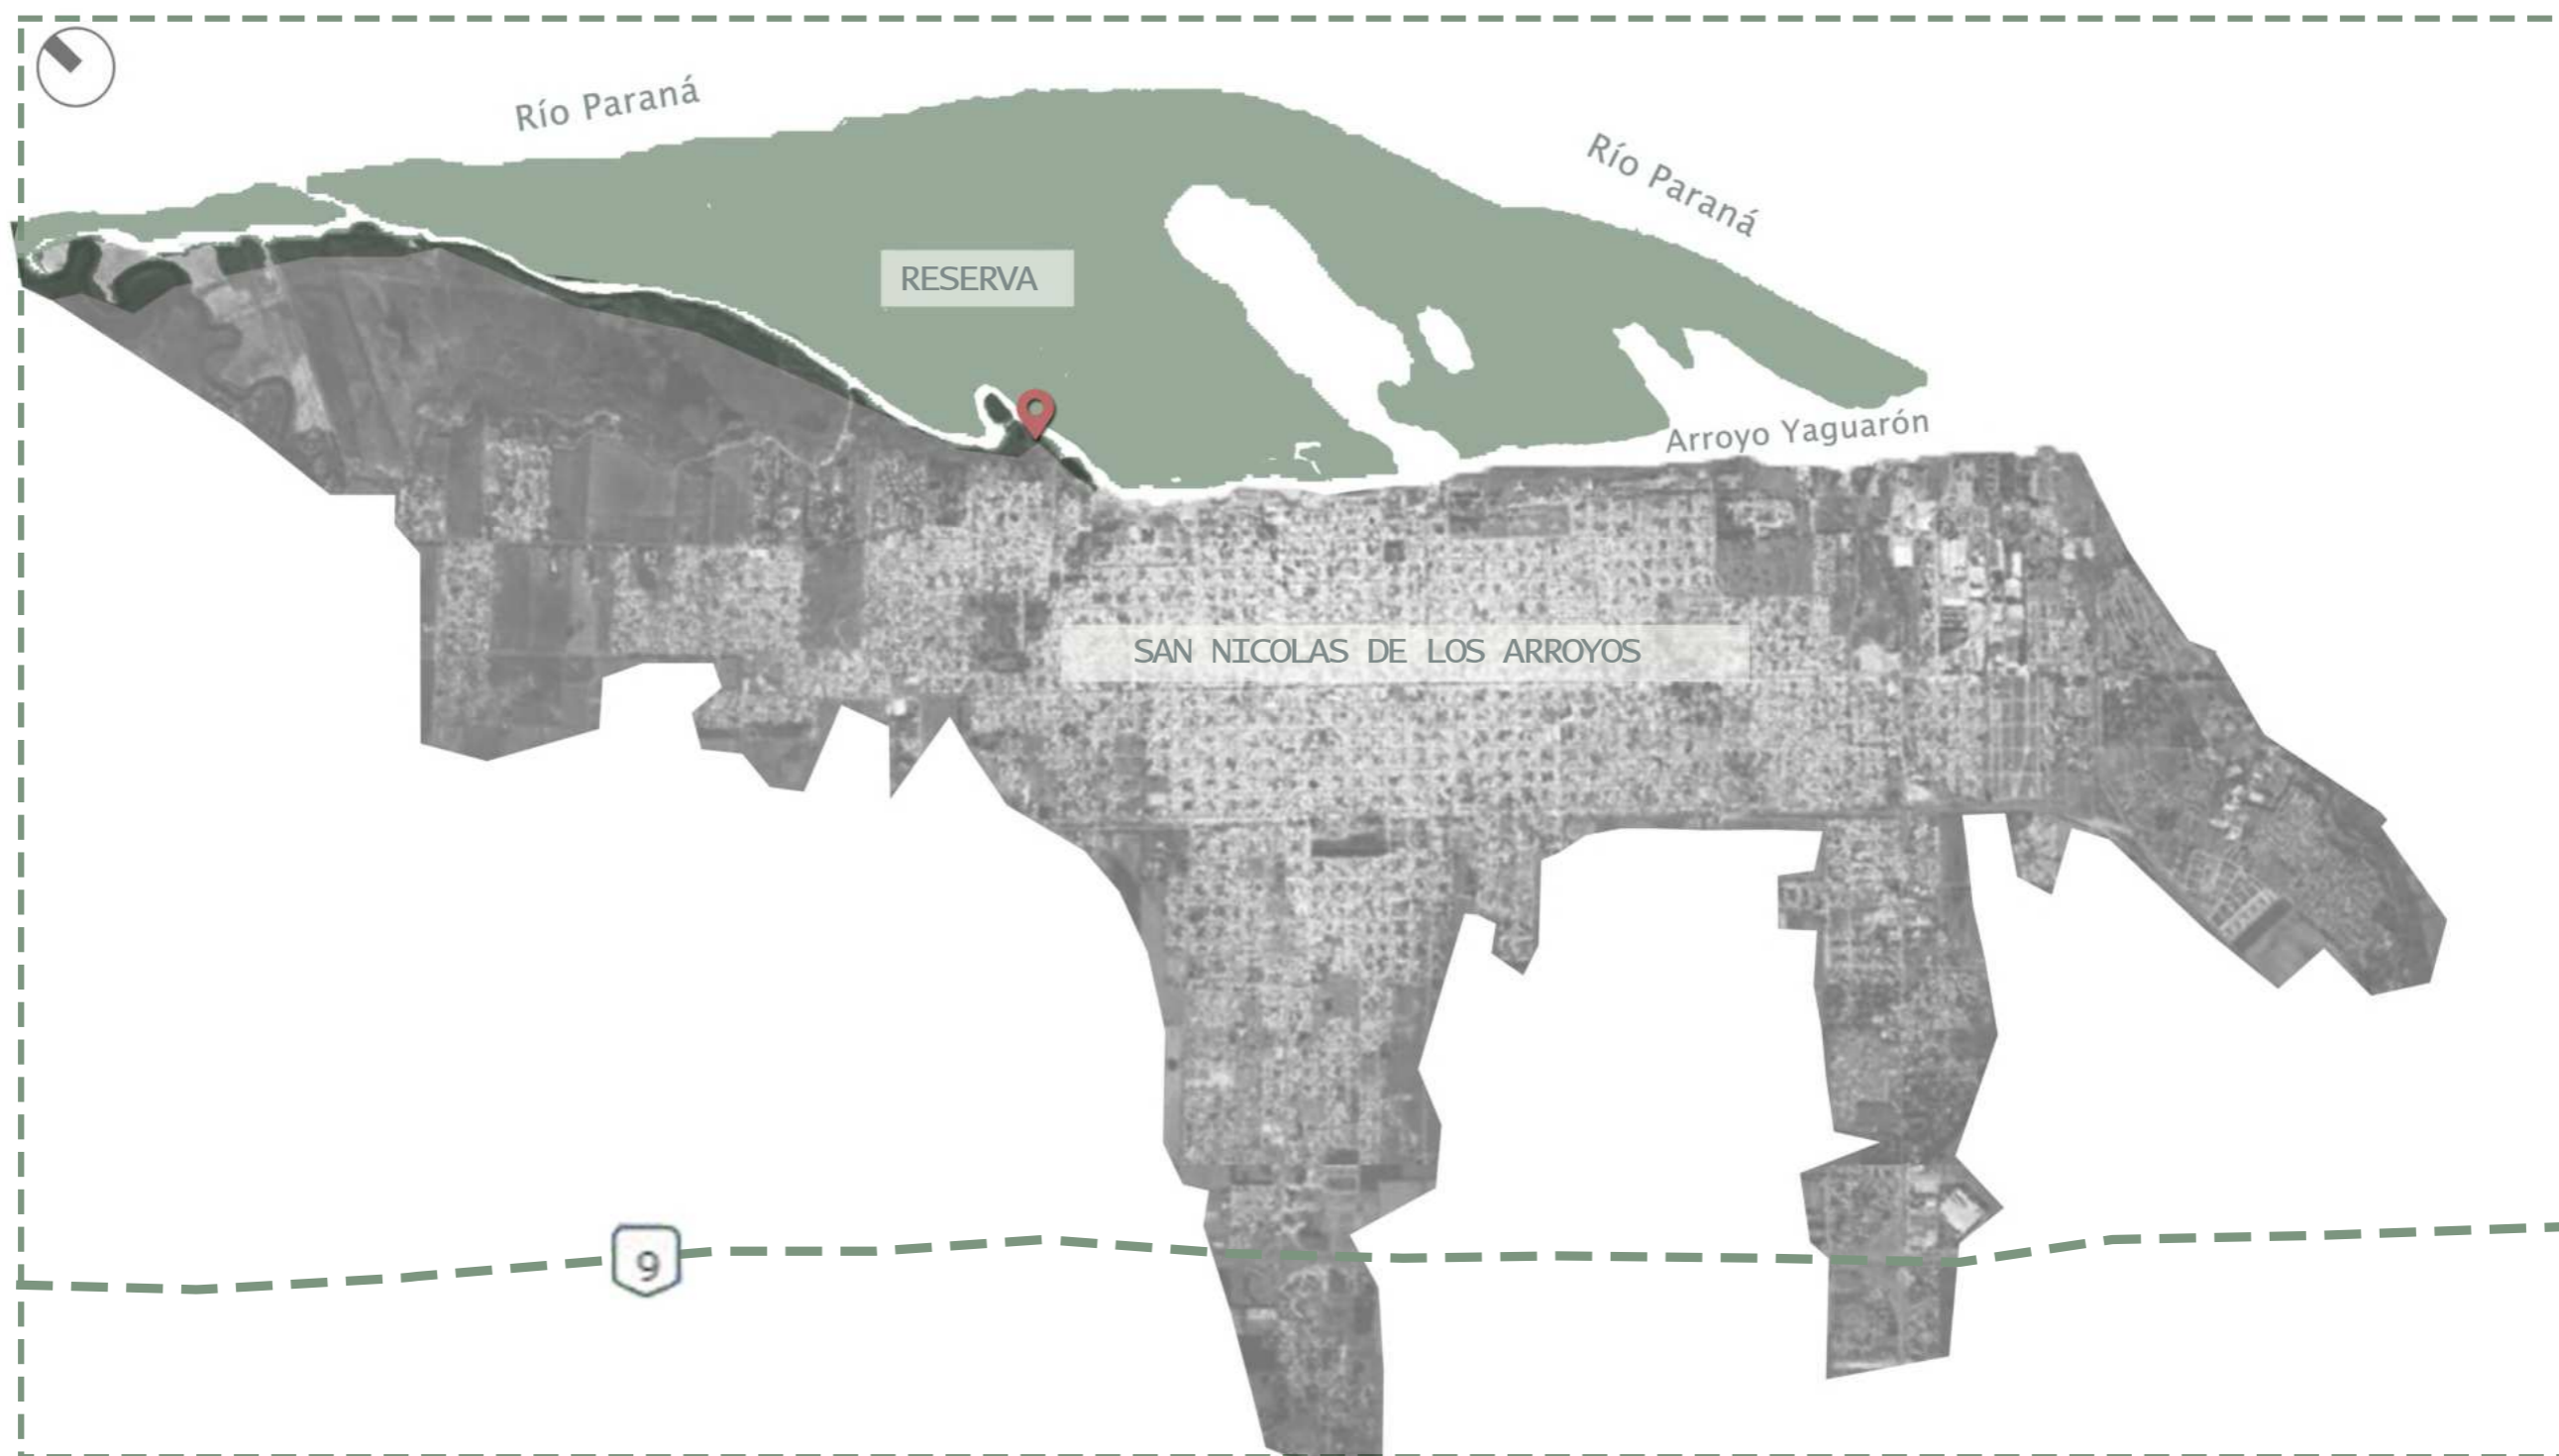 Río Paraná
Río Paraná
RESERVA
Arroyo Yaguarón
SAN NICOLAS DE LOS ARROYOS
9